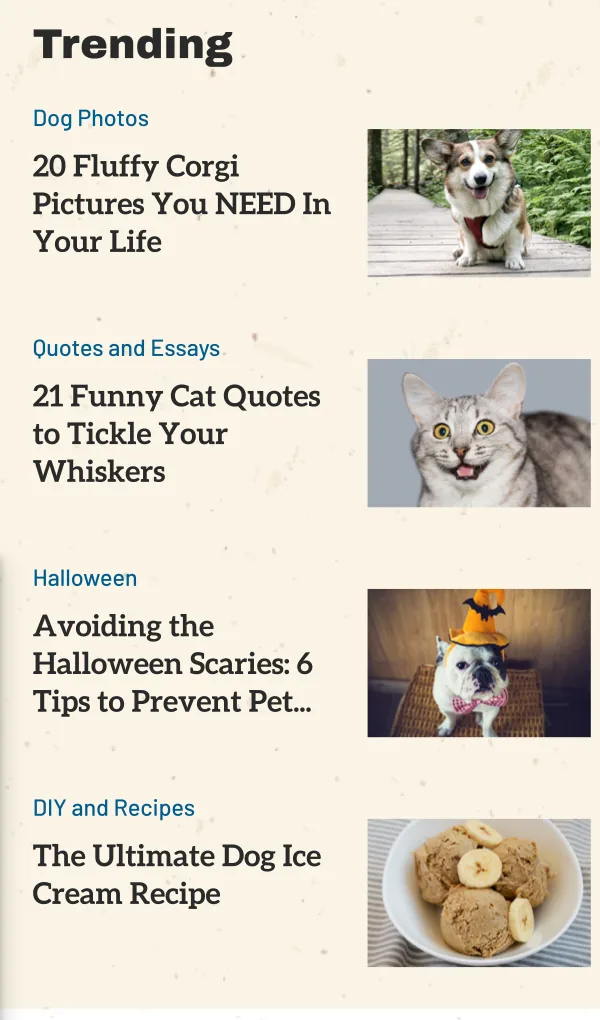 Trending
Dog Photos
20 Fluffy Corgi
Pictures You NEED In
Your Life
Quotes and Essays
21 Funny Cat Quotes
to Tickle Your
Whiskers
Halloween
Avoiding the
Halloween Scaries: 6
Tips to Prevent Pet...
DIY and Recipes
The Ultimate Dog Ice
Cream Recipe